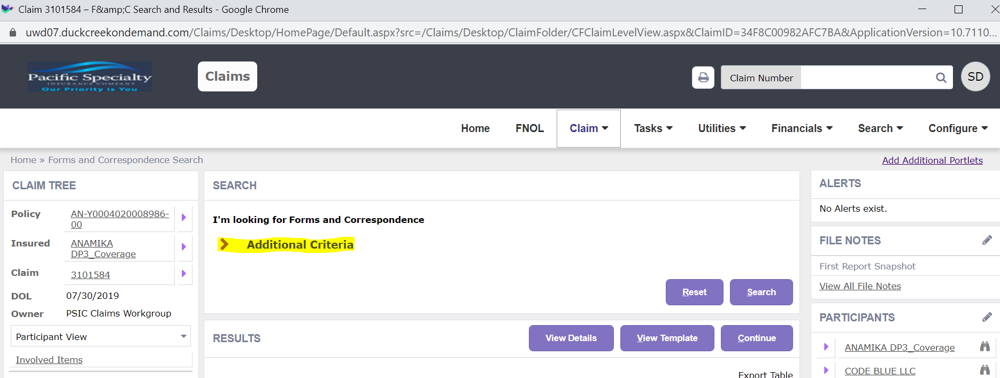 Claim 3101584 – F&amp;C Search and Results - Google Chrome
uwd07.duckcreekondemand.com/Claims/Desktop/HomePage/Default.aspx?src=/Claims/Desktop/ClaimFolder/CFClaimLevelView.aspx&ClaimID=34F8C00982AFC7BA&ApplicationVersion=10.7110...
Pacific Specialty
INSURANCE COMPANY
Our Priority is You
Claims
Claim Number
SD
Home FNOL Claim Tasks Utilities Financials Search Configure
Home » Forms and Correspondence Search
Add Additional Portlets
CLAIM TREE
Policy AN-Y0004020008986-
00
Insured ANAMIKA
DP3_Coverage
Claim 3101584
DOL 07/30/2019
Owner PSIC Claims Workgroup
Participant View
Involved Items
SEARCH
I'm looking for Forms and Correspondence
Additional Criteria
Reset Search
RESULTS View Details View Template Continue
Export Table
ALERTS
No Alerts exist.
FILE NOTES
First Report Snapshot
View All File Notes
PARTICIPANTS
ANAMIKA DP3_Coverage
CODE BLUE LLC